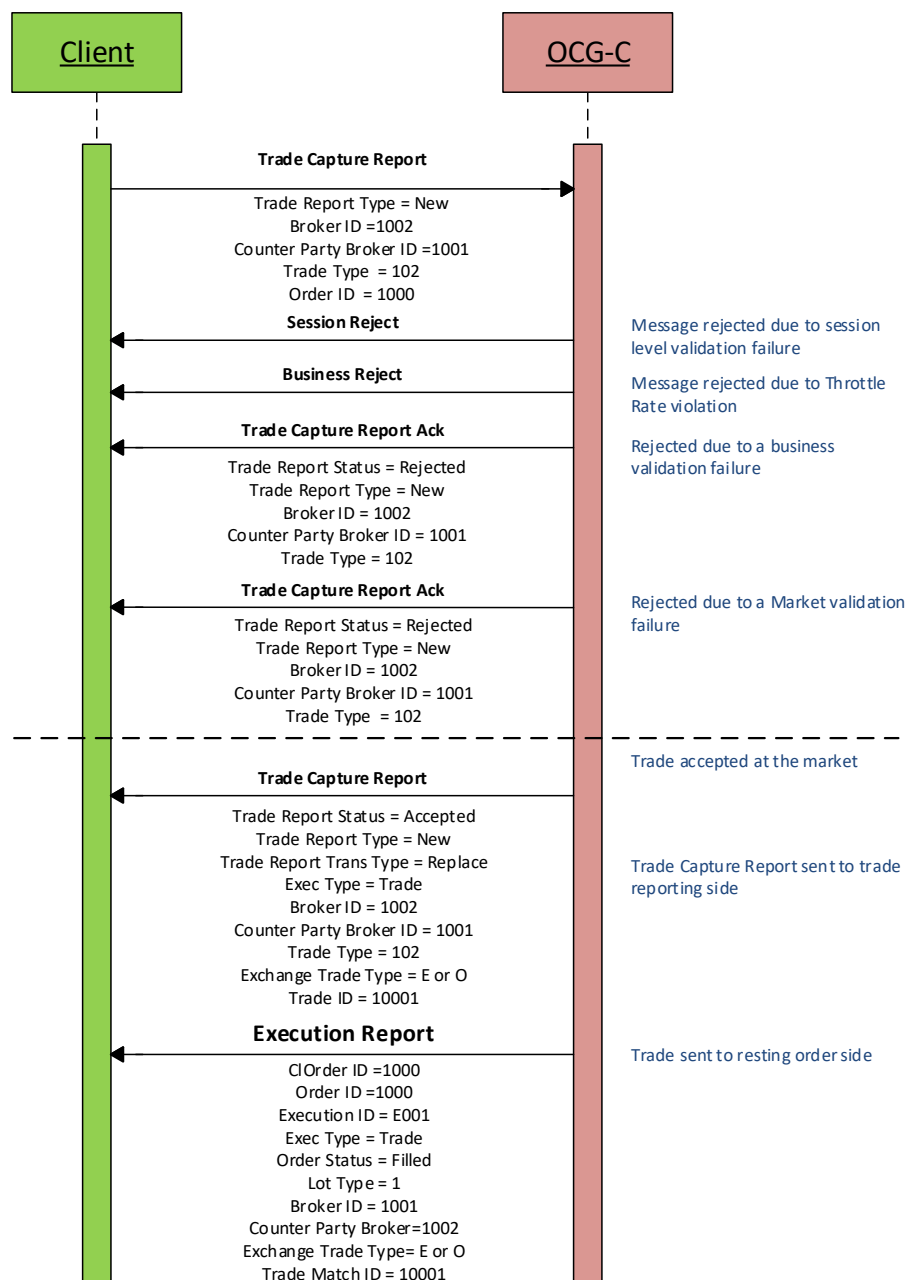 Client
OCG-C
Trade Capture Report
Trade Report Type = New
Broker ID =1002
Counter Party Broker ID =1001
Trade Type = 102
Order ID = 1000
Session Reject
Message rejected due to session
level validation failure
Business Reject
Message rejected due to Throttle
Rate violation
Trade Capture Report Ack
Rejected due to a business
validation failure
Trade Report Status = Rejected
Trade Report Type = New
Broker ID = 1002
Counter Party Broker ID = 1001
Trade Type = 102
Trade Capture Report Ack
Rejected due to a Market validation
failure
Trade Report Status = Rejected
Trade Report Type = New
Broker ID = 1002
Counter Party Broker ID = 1001
Trade Type = 102
Trade accepted at the market
Trade Capture Report
Trade Report Status = Accepted
Trade Report Type = New
Trade Report Trans Type = Replace
Exec Type = Trade
Broker ID = 1002
Counter Party Broker ID = 1001
Trade Type = 102
Exchange Trade Type = E or O
Trade ID = 10001
Trade Capture Report sent to trade
reporting side
Execution Report
Trade sent to resting order side
ClOrder ID =1000
Order ID =1000
Execution ID = E001
Exec Type = Trade
Order Status = Filled
Lot Type = 1
Broker ID = 1001
Counter Party Broker=1002
Exchange Trade Type= E or O
Trade Match ID = 10001